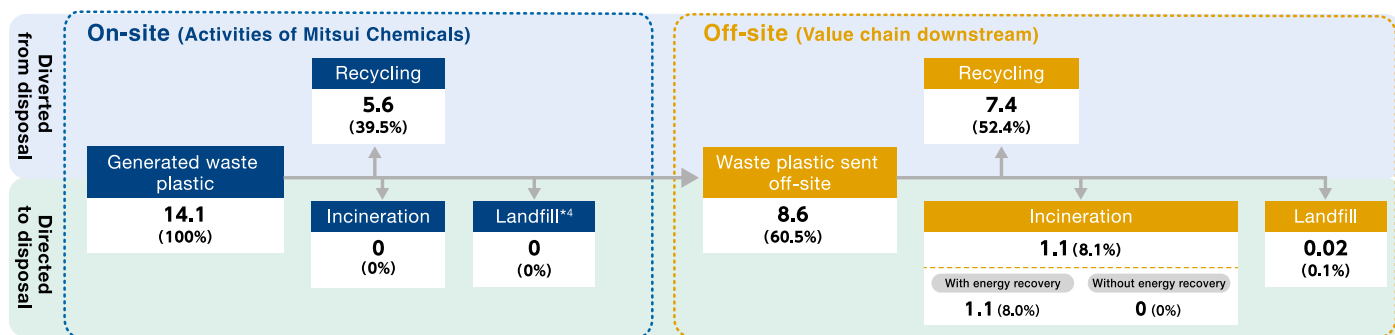 Diverted
from disposal
Directed
to disposal
On-site (Activities of Mitsui Chemicals)
Generated waste
plastic
14.1
(100%)
Recycling
5.6
(39.5%)
Incineration
0
(0%)
Landfill*4
0
(0%)
Off-site (Value chain downstream)
Waste plastic sent
off-site
8.6
(60.5%)
Recycling
7.4
(52.4%)
Incineration
1.1 (8.1%)
With energy recovery
1.1 (8.0%)
Without energy recovery
0 (0%)
Landfill
0.02
(0.1%)